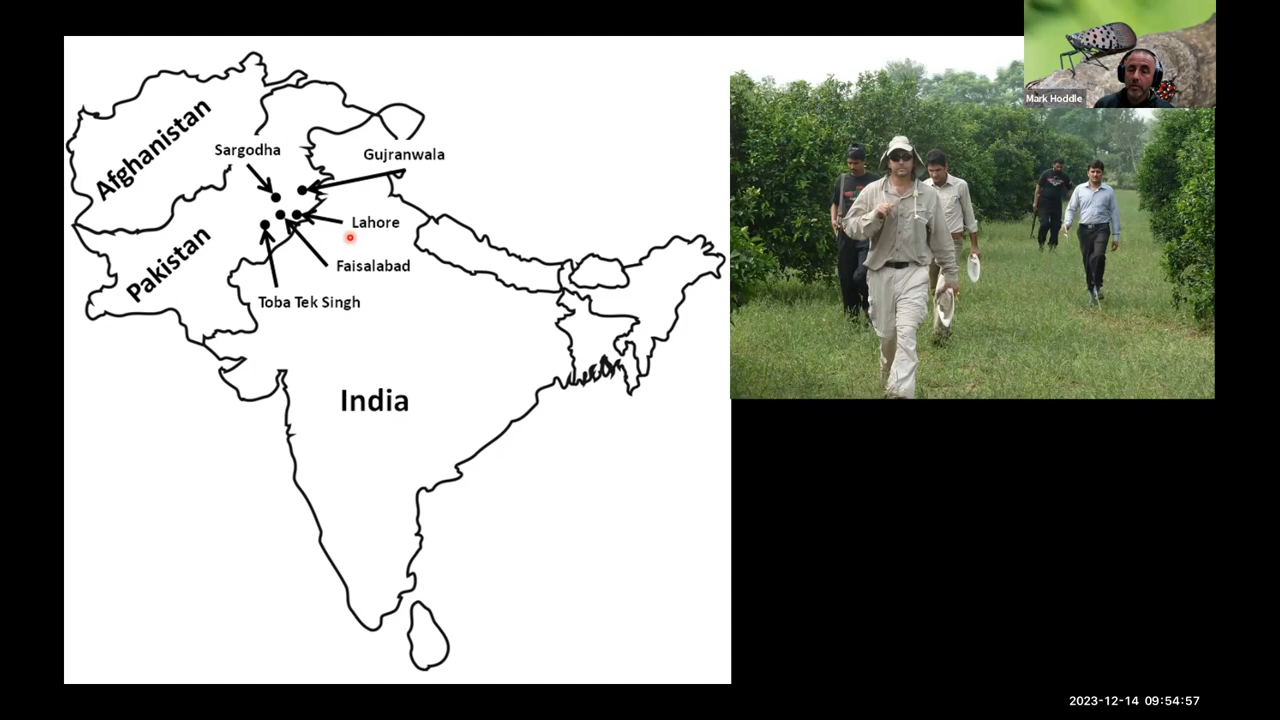 Mark Hoddle
Afghanistan
Sargodha
Gujranwala
Lahore
Pakistan
Faisalabad
Toba Tek Singh
India
2023-12-14 09:54:57